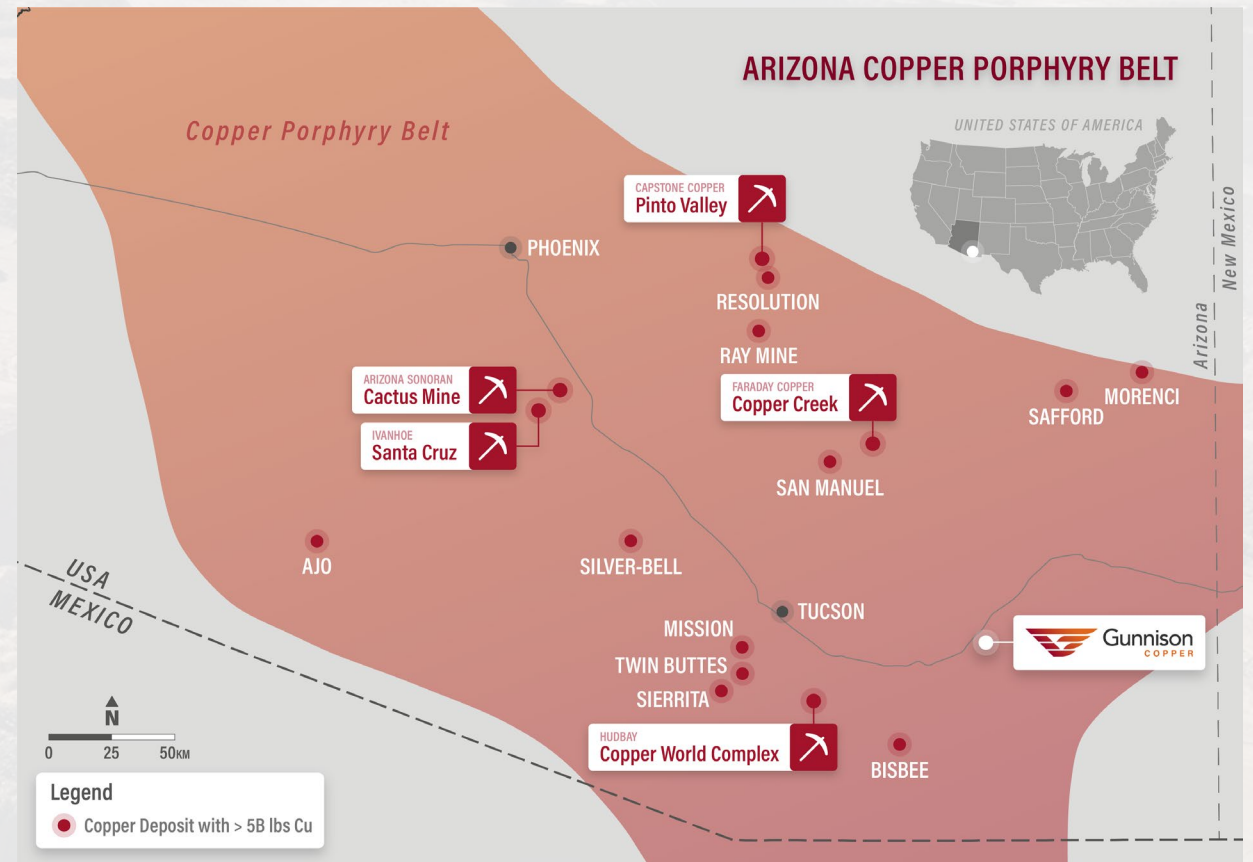 ARIZONA COPPER PORPHYRY BELT
Copper Porphyry Belt
UNITED STATES OF AMERICA
New Mexico
Arizona
CAPSTONE COPPER
Pinto Valley
PHOENIX
RESOLUTION
RAY MINE
ARIZONA SONORAN
Cactus Mine
FARADAY COPPER
Copper Creek
MORENCI
SAFFORD
IVANHOE
Santa Cruz
SAN MANUEL
AJO
SILVER-BELL
USA
MEXICO
TUCSON
MISSION
Gunnison
COPPER
TWIN BUTTES
SIERRITA
HUDBAY
Copper World Complex
BISBEE
N
0 25 50KM
Legend
Copper Deposit with > 5B lbs Cu